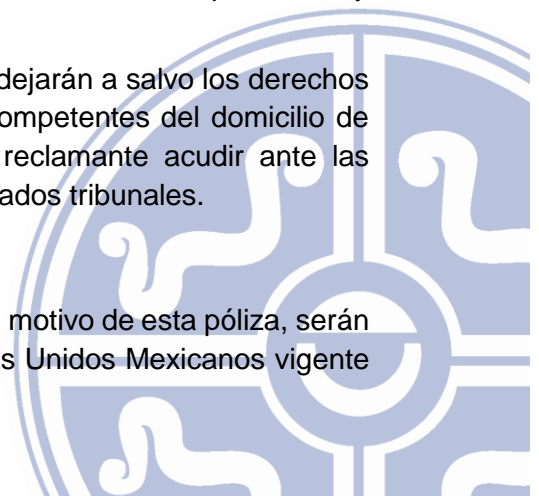 dejarán a salvo los derechos
ompetentes del domicilio de
reclamante acudir ante las
ados tribunales.
motivo de esta póliza, serán
s Unidos Mexicanos vigente